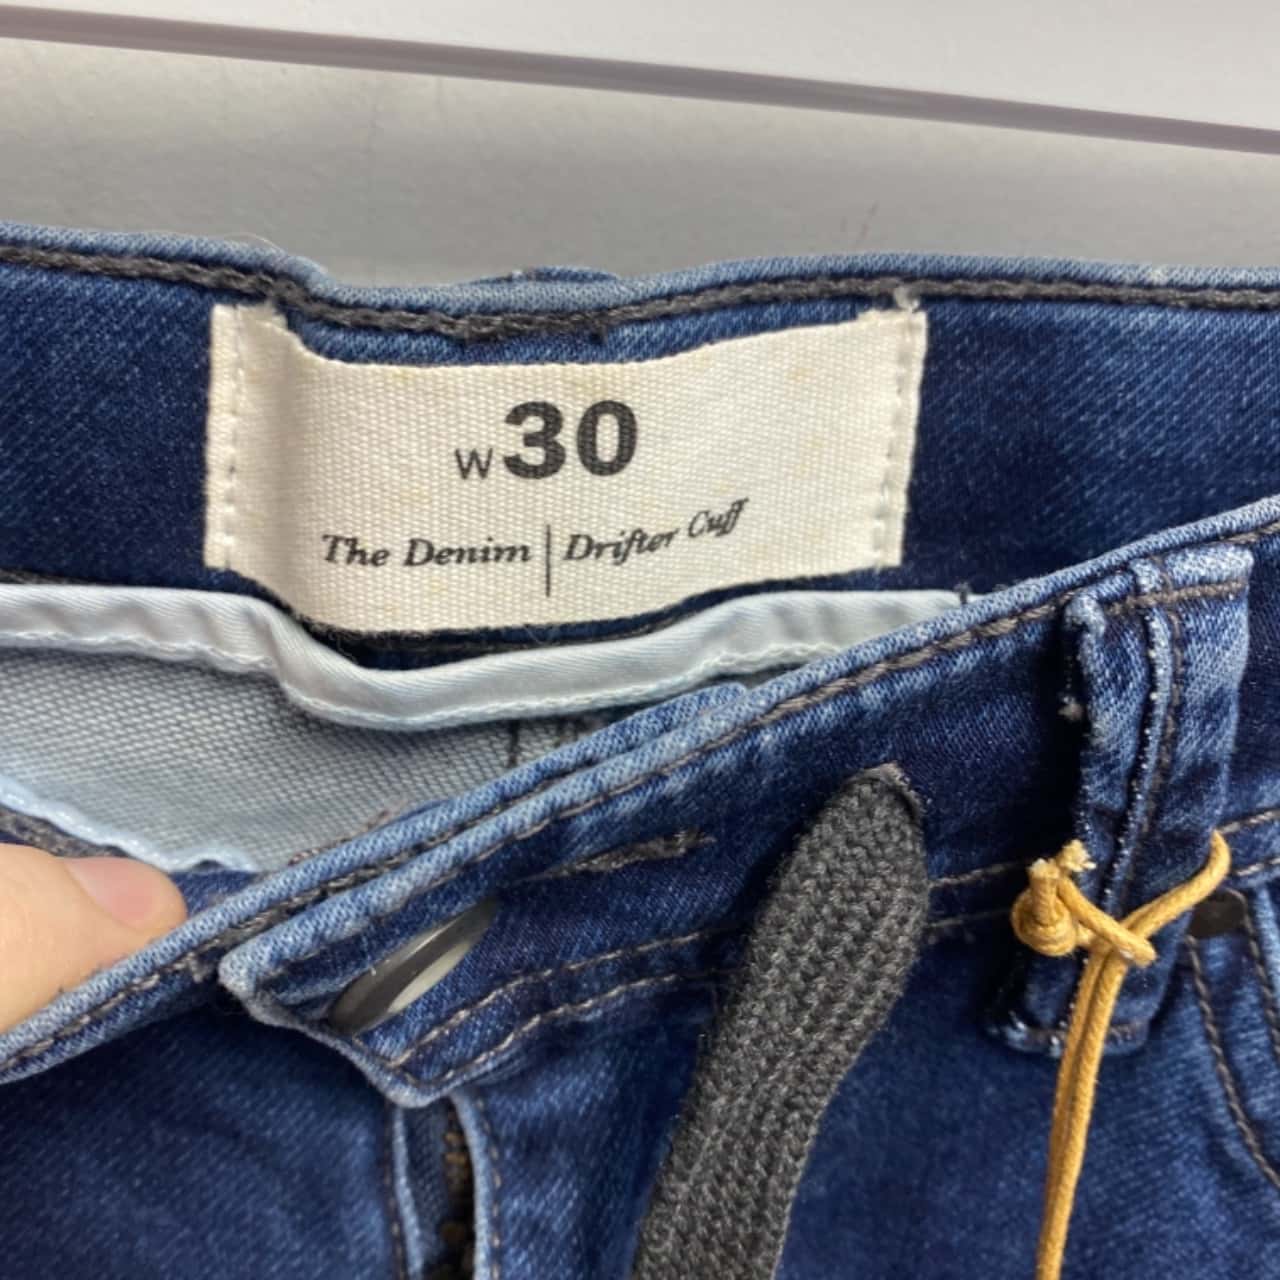 W30
The Denim | Drifter Cuff